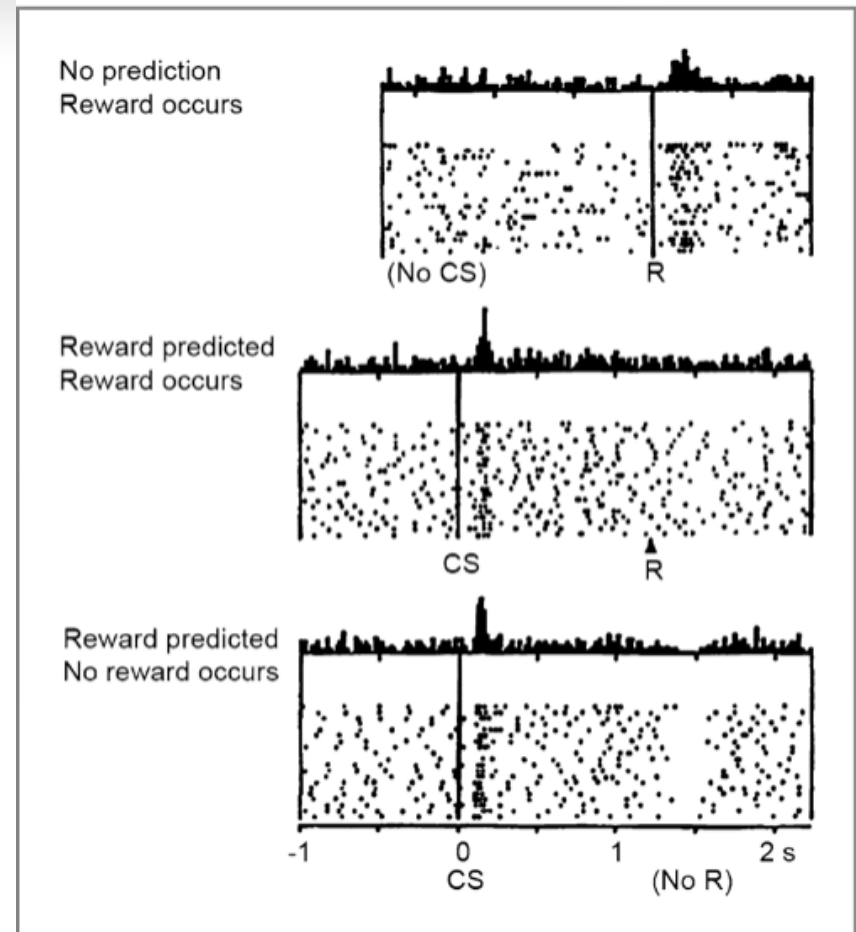 No prediction
Reward occurs
(No CS) R
Reward predicted
Reward occurs
CS R
Reward predicted
No reward occurs
-1 0 1 2 s
CS (No R)